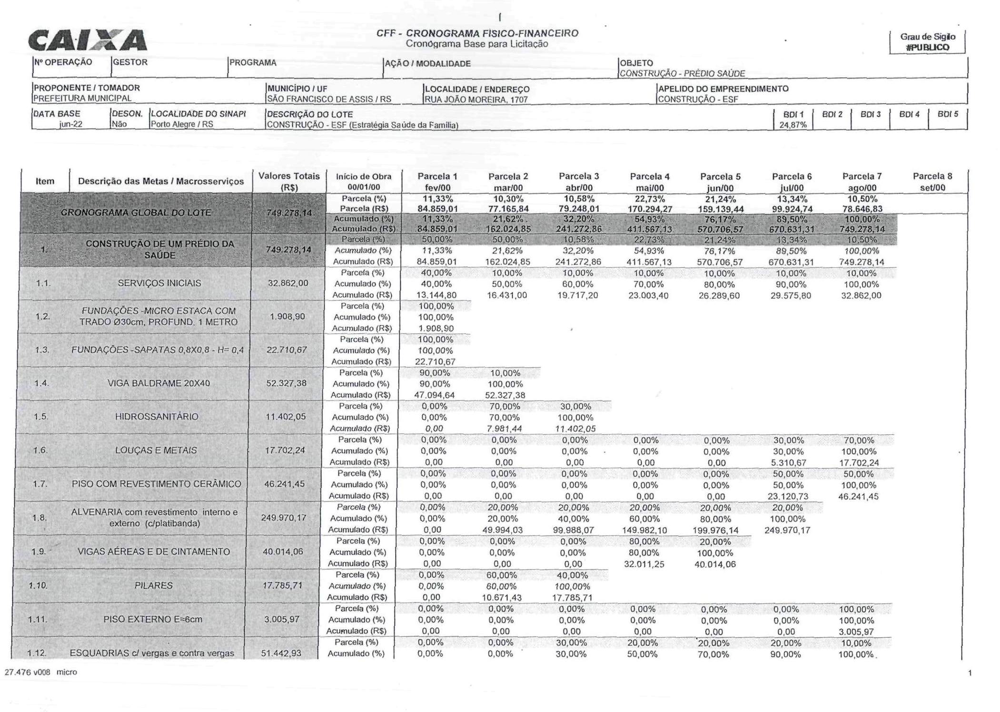 CAIXA
CFF - CRONOGRAMA FÍSICO-FINANCEIRO
Cronograma Base para Licitação
Grau de Sigilo
#PUBLICO
Nº OPERAÇÃO GESTOR PROGRAMA AÇÃO / MODALIDADE OBJETO
CONSTRUÇÃO - PRÉDIO SAÚDE
PROPONENTE / TOMADOR MUNICÍPIO / UF LOCALIDADE / ENDEREÇO APELIDO DO EMPREENDIMENTO
PREFEITURA MUNICIPAL SÃO FRANCISCO DE ASSIS / RS RUA JOÃO MOREIRA, 1707 CONSTRUÇÃO - ESF
DATA BASE DESON. LOCALIDADE DO SINAPI DESCRIÇÃO DO LOTE BDI 1 BDI 2 BDI 3 BDI 4 BDI 5
jun-22 Não Porto Alegre / RS CONSTRUÇÃO - ESF (Estratégia Saúde da Família) 24,87%
Item Descrição das Metas / Macrosserviços Valores Totais (R$) Início de Obra Parcela 1 Parcela 2 Parcela 3 Parcela 4 Parcela 5 Parcela 6 Parcela 7 Parcela 8
00/01/00 fev/00 mar/00 abr/00 mai/00 jun/00 jul/00 ago/00 set/00
CRONOGRAMA GLOBAL DO LOTE 749.278,14
Parcela (%) 11,33% 10,30% 10,58% 22,73% 21,24% 13,34% 10,50%
Parcela (R$) 84.859,01 77.165,84 79.248,01 170.294,27 159.139,44 99.924,74 78.646,83
Acumulado (%) 11,33% 21,62% 32,20% 54,93% 76,17% 89,50% 100,00%
Acumulado (R$) 84.859,01 162.024,85 241.272,86 411.567,13 570.706,57 670.631,31 749.278,14
1. CONSTRUÇÃO DE UM PRÉDIO DA SAÚDE 749.278,14
Parcela (%) 50,00% 50,00% 10,58% 22,73% 21,24% 13,34% 10,50%
Acumulado (%) 11,33% 21,62% 32,20% 54,93% 76,17% 89,50% 100,00%
Acumulado (R$) 84.859,01 162.024,85 241.272,86 411.567,13 570.706,57 670.631,31 749.278,14
1.1. SERVIÇOS INICIAIS 32.862,00
Parcela (%) 40,00% 10,00% 10,00% 10,00% 10,00% 10,00% 10,00%
Acumulado (%) 40,00% 50,00% 60,00% 70,00% 80,00% 90,00% 100,00%
Acumulado (R$) 13.144,80 16.431,00 19.717,20 23.003,40 26.289,60 29.575,80 32.862,00
1.2. FUNDAÇÕES -MICRO ESTACA COM TRADO Ø30cm, PROFUND. 1 METRO 1.908,90
Parcela (%) 100,00%
Acumulado (%) 100,00%
Acumulado (R$) 1.908,90
1.3. FUNDAÇÕES -SAPATAS 0,8X0,8 - H= 0,4 22.710,67
Parcela (%) 100,00%
Acumulado (%) 100,00%
Acumulado (R$) 22.710,67
1.4. VIGA BALDRAME 20X40 52.327,38
Parcela (%) 90,00% 10,00%
Acumulado (%) 90,00% 100,00%
Acumulado (R$) 47.094,64 52.327,38
1.5. HIDROSSANITÁRIO 11.402,05
Parcela (%) 0,00% 70,00% 30,00%
Acumulado (%) 0,00% 70,00% 100,00%
Acumulado (R$) 0,00 7.981,44 11.402,05
1.6. LOUÇAS E METAIS 17.702,24
Parcela (%) 0,00% 0,00% 0,00% 0,00% 0,00% 30,00% 70,00%
Acumulado (%) 0,00% 0,00% 0,00% 0,00% 0,00% 30,00% 100,00%
Acumulado (R$) 0,00 0,00 0,00 0,00 0,00 5.310,67 17.702,24
1.7. PISO COM REVESTIMENTO CERÂMICO 46.241,45
Parcela (%) 0,00% 0,00% 0,00% 0,00% 0,00% 50,00% 50,00%
Acumulado (%) 0,00% 0,00% 0,00% 0,00% 0,00% 50,00% 100,00%
Acumulado (R$) 0,00 0,00 0,00 0,00 0,00 23.120,73 46.241,45
1.8. ALVENARIA com revestimento interno e externo (c/platibanda) 249.970,17
Parcela (%) 0,00% 20,00% 20,00% 20,00% 20,00% 20,00%
Acumulado (%) 0,00% 20,00% 40,00% 60,00% 80,00% 100,00%
Acumulado (R$) 0,00 49.994,03 99.988,07 149.982,10 199.976,14 249.970,17
1.9. VIGAS AÉREAS E DE CINTAMENTO 40.014,06
Parcela (%) 0,00% 0,00% 0,00% 80,00% 20,00%
Acumulado (%) 0,00% 0,00% 0,00% 80,00% 100,00%
Acumulado (R$) 0,00 0,00 0,00 32.011,25 40.014,06
1.10. PILARES 17.785,71
Parcela (%) 0,00% 60,00% 40,00%
Acumulado (%) 0,00% 60,00% 100,00%
Acumulado (R$) 0,00 10.671,43 17.785,71
1.11. PISO EXTERNO E=6cm 3.005,97
Parcela (%) 0,00% 0,00% 0,00% 0,00% 0,00% 0,00% 100,00%
Acumulado (%) 0,00% 0,00% 0,00% 0,00% 0,00% 0,00% 100,00%
Acumulado (R$) 0,00 0,00 0,00 0,00 0,00 0,00 3.005,97
1.12. ESQUADRIAS c/ vergas e contra vergas 51.442,93
Parcela (%) 0,00% 0,00% 30,00% 20,00% 20,00% 20,00% 10,00%
Acumulado (%) 0,00% 0,00% 30,00% 50,00% 70,00% 90,00% 100,00%
27.476 v008 micro 1